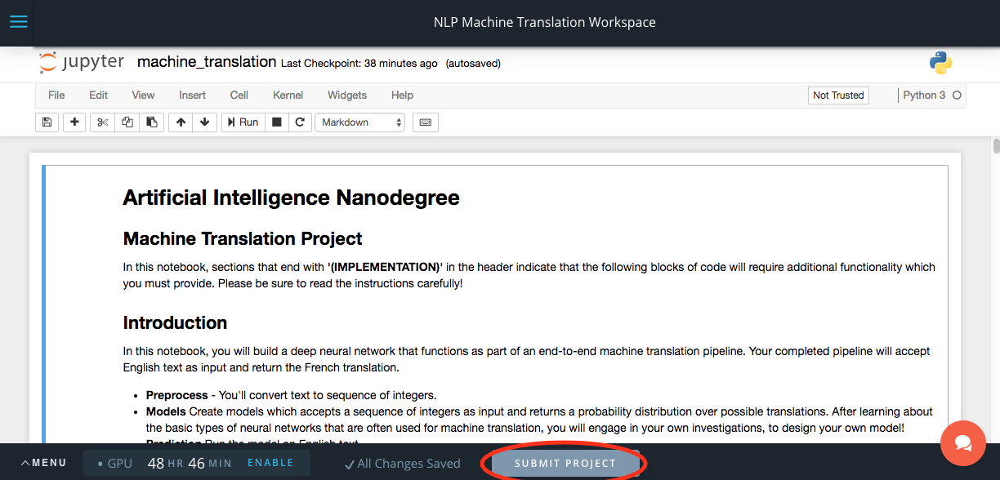 NLP Machine Translation Workspace
jupyter machine_translation Last Checkpoint: 38 minutes ago (autosaved)
File Edit View Insert Cell Kernel Widgets Help Not Trusted Python 3
Run Markdown
Artificial Intelligence Nanodegree
Machine Translation Project
In this notebook, sections that end with '(IMPLEMENTATION)' in the header indicate that the following blocks of code will require additional functionality which
you must provide. Please be sure to read the instructions carefully!
Introduction
In this notebook, you will build a deep neural network that functions as part of an end-to-end machine translation pipeline. Your completed pipeline will accept
English text as input and return the French translation.
• Preprocess - You'll convert text to sequence of integers.
• Models Create models which accepts a sequence of integers as input and returns a probability distribution over possible translations. After learning about
the basic types of neural networks that are often used for machine translation, you will engage in your own investigations, to design your own model!
• Prediction Run the model on English text.
MENU • GPU 48 HR 46 MIN ENABLE All Changes Saved SUBMIT PROJECT